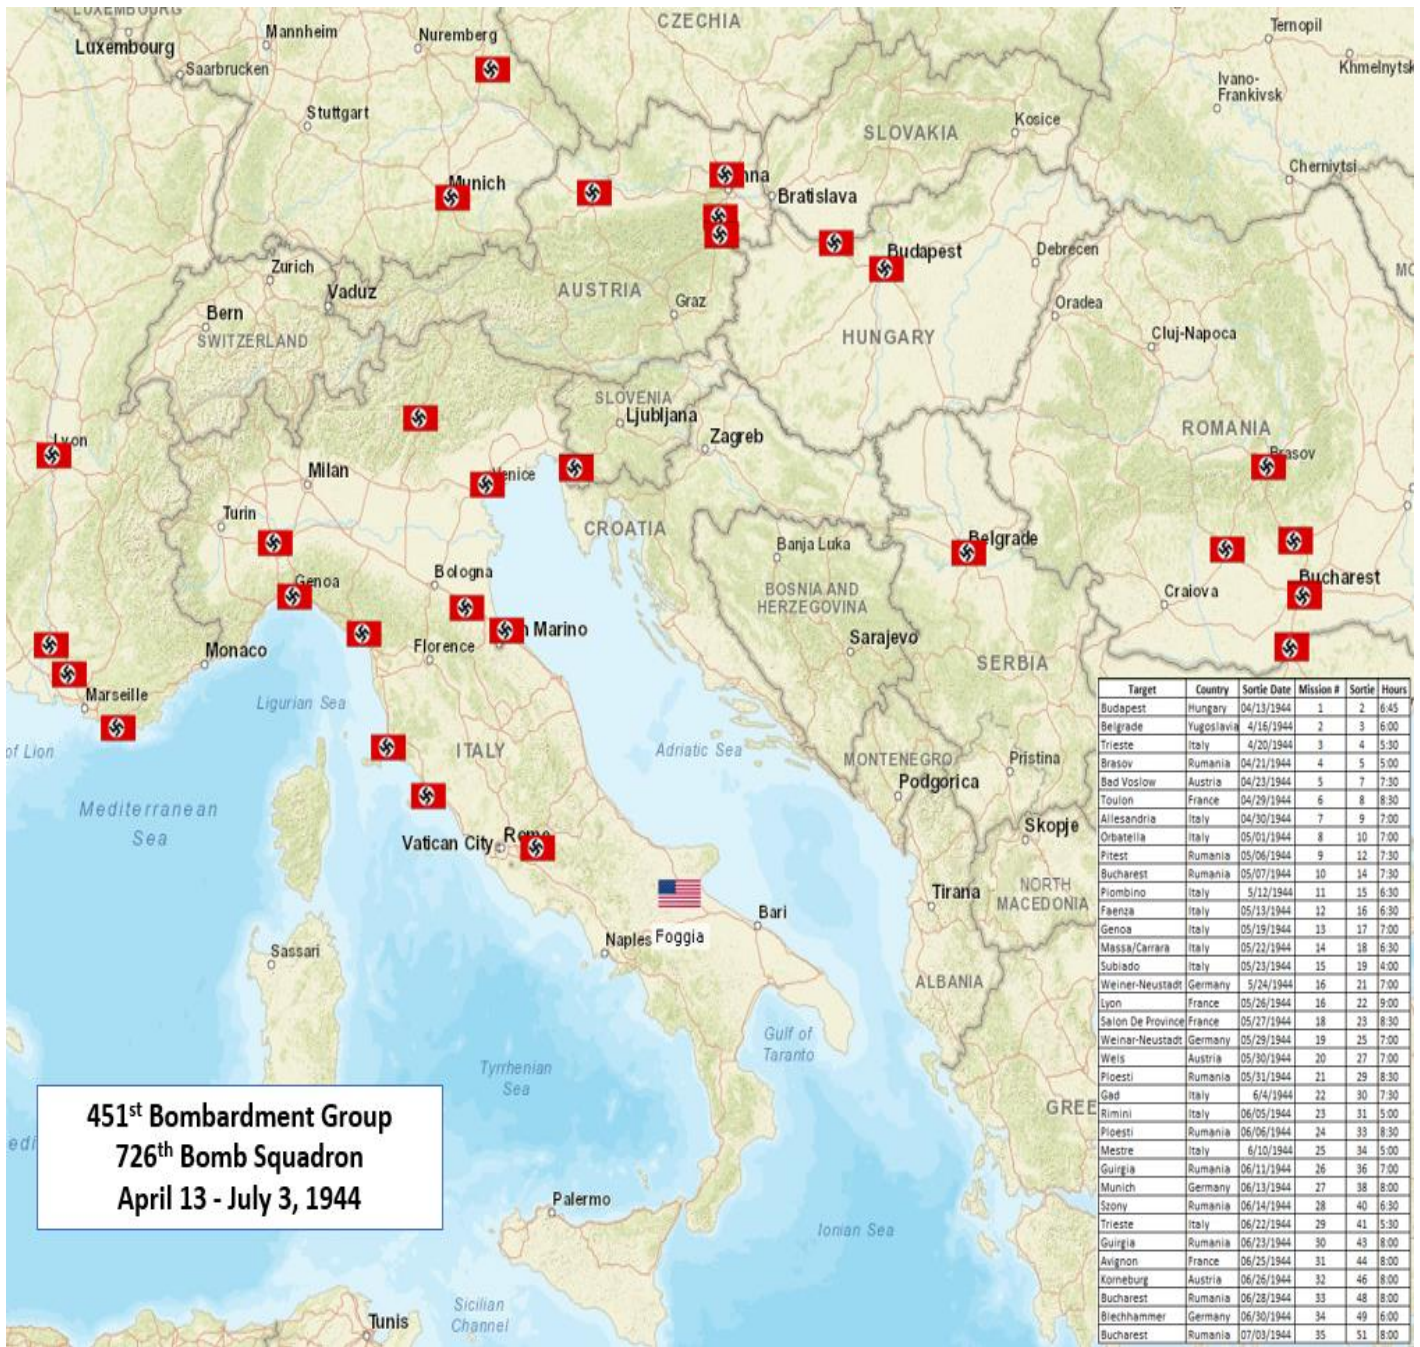 LUXEMBOURG
Luxembourg
Mannheim
Nuremberg
CZECHIA
Ternopil
Saarbrucken
Khmelnytsk
Ivano-
Frankivsk
Stuttgart
SLOVAKIA
Kosice
Chernivtsi
Munich
nna
Bratislava
Budapest
Debrecen
Zurich
Vaduz
AUSTRIA
Graz
Oradea
Bern
SWITZERLAND
HUNGARY
Cluj-Napoca
SLOVENIA
Ljubljana
Zagreb
ROMANIA
Brasov
Lyon
Milan
Venice
Turin
CROATIA
Banja Luka
Belgrade
Genoa
Bologna
BOSNIA AND
HERZEGOVINA
Craiova
Bucharest
n Marino
Florence
Sarajevo
SERBIA
Monaco
Marseille
Ligurian Sea
of Lion
ITALY
Adriatic Sea
MONTENEGRO
Pristina
Podgorica
Mediterranean
Sea
Vatican City
Rome
Skopje
Tirana
NORTH
MACEDONIA
Bari
Naples
Foggia
Sassari
ALBANIA
Gulf of
Taranto
Tyrrhenian
Sea
GREE
edi
Palermo
Ionian Sea
Sicilian
Channel
Tunis
451st Bombardment Group
726th Bomb Squadron
April 13 - July 3, 1944
Target Country Sortie Date Mission # Sortie Hours
Budapest Hungary 04/13/1944 1 2 6:45
Belgrade Yugoslavia 4/16/1944 2 3 6:00
Trieste Italy 4/20/1944 3 4 5:30
Brasov Rumania 04/21/1944 4 5 5:00
Bad Voslow Austria 04/23/1944 5 7 7:30
Toulon France 04/29/1944 6 8 8:30
Allesandria Italy 04/30/1944 7 9 7:00
Orbatella Italy 05/01/1944 8 10 7:00
Pitest Rumania 05/06/1944 9 12 7:30
Bucharest Rumania 05/07/1944 10 14 7:30
Piombino Italy 5/12/1944 11 15 6:30
Faenza Italy 05/13/1944 12 16 6:30
Genoa Italy 05/19/1944 13 17 7:00
Massa/Carrara Italy 05/22/1944 14 18 6:30
Subiado Italy 05/23/1944 15 19 4:00
Weiner-Neustadt Germany 5/24/1944 16 21 7:00
Lyon France 05/26/1944 16 22 9:00
Salon De Province France 05/27/1944 18 23 8:30
Weinar-Neustadt Germany 05/29/1944 19 25 7:00
Wels Austria 05/30/1944 20 27 7:00
Ploesti Rumania 05/31/1944 21 29 8:30
Gad Italy 6/4/1944 22 30 7:30
Rimini Italy 06/05/1944 23 31 5:00
Ploesti Rumania 06/06/1944 24 33 8:30
Mestre Italy 6/10/1944 25 34 5:00
Guirgia Rumania 06/11/1944 26 36 7:00
Munich Germany 06/13/1944 27 38 8:00
Szony Rumania 06/14/1944 28 40 6:30
Trieste Italy 06/22/1944 29 41 5:30
Guirgia Rumania 06/23/1944 30 43 8:00
Avignon France 06/25/1944 31 44 8:00
Korneburg Austria 06/26/1944 32 46 8:00
Bucharest Rumania 06/28/1944 33 48 8:00
Blechhammer Germany 06/30/1944 34 49 6:00
Bucharest Rumania 07/03/1944 35 51 8:00